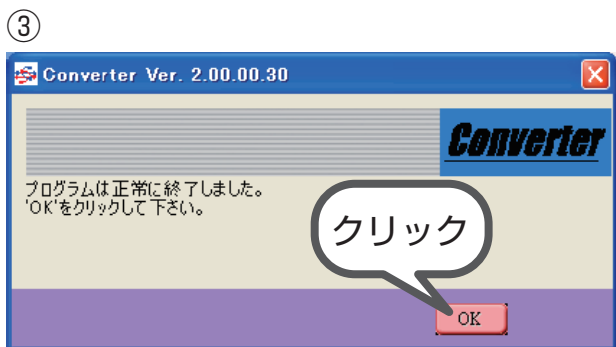 ③
Converter Ver. 2.00.00.30
Converter
プログラムは正常に終了しました。
'OK'をクリックして下さい。
クリック
OK